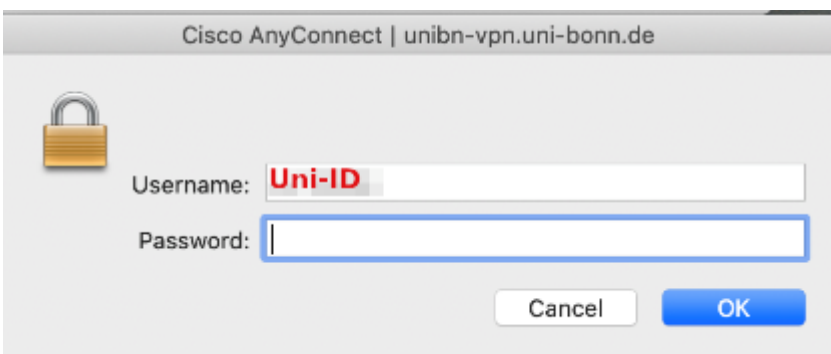 Cisco AnyConnect | unibn-vpn.uni-bonn.de
Username: Uni-ID
Password:
Cancel OK